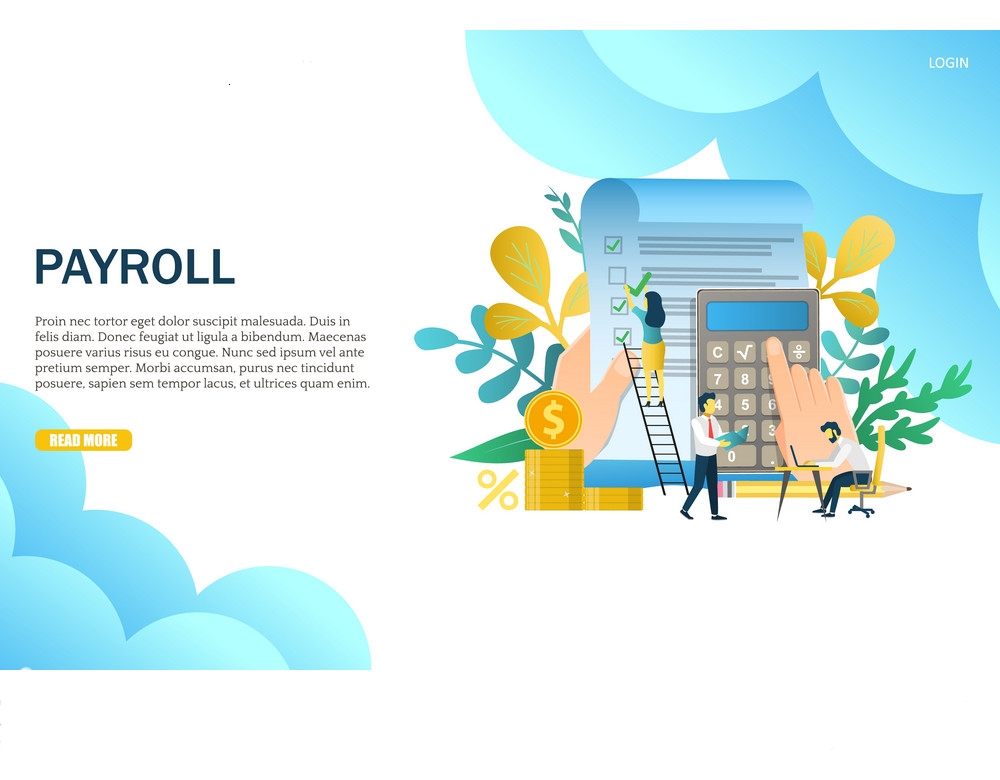 LOGIN
PAYROLL
Proin nec tortor eget dolor suscipit malesuada. Duis in
felis diam. Donec feugiat ut ligula a bibendum. Maecenas
posuere varius risus eu congue. Nunc sed ipsum vel ante
pretium semper. Morbi accumsan, purus nec tincidunt
posuere, sapien sem tempor lacus, et ultrices quam enim.
READ MORE
C √ ÷
7 8 9
4 5 6
3
0 .
$
%